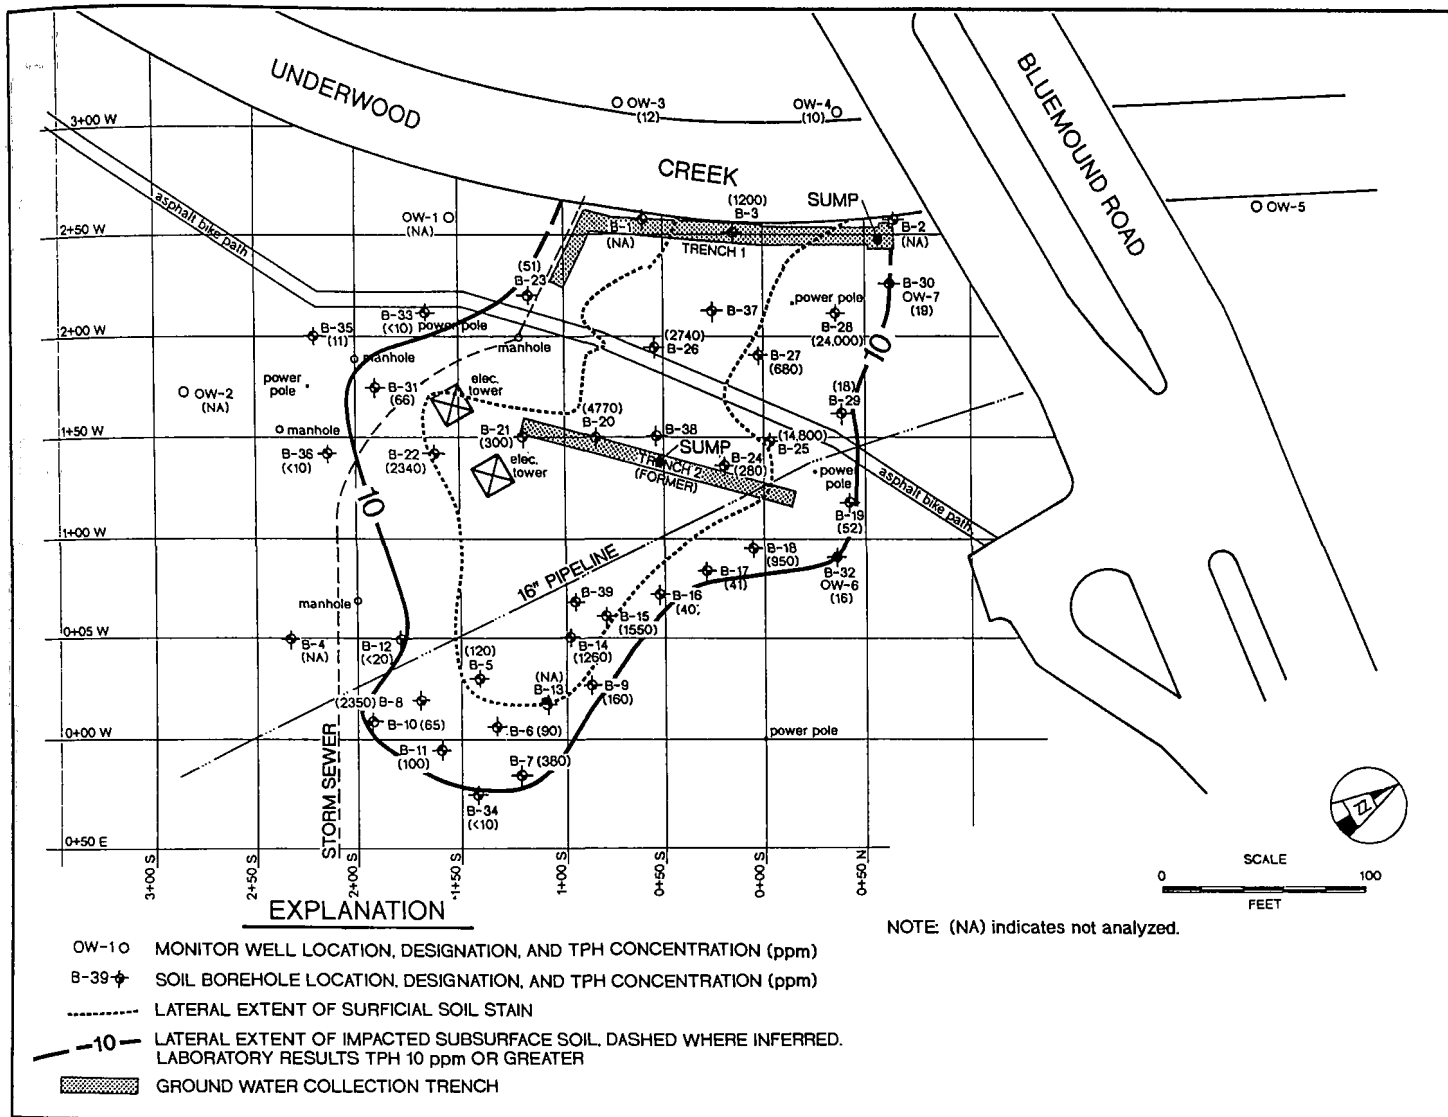 UNDERWOOD
CREEK
BLUEMOUND ROAD
OW-3
(12)
OW-4
(10)
3+00 W
asphalt bike path
OW-1
(NA)
(1200)
B-3
SUMP
OW-5
2+50 W
B-1
(NA)
TRENCH 1
B-2
(NA)
(51)
B-23
B-30
OW-7
(19)
B-33
(<10)
power pole
B-37
power pole
B-28
(24,000)
2+00 W
B-35
(11)
manhole
manhole
(2740)
B-26
B-27
(680)
10
OW-2
(NA)
power
pole
B-31
(66)
elec.
tower
(18)
B-29
(4770)
B-20
1+50 W
manhole
B-36
(<10)
B-22
(2340)
B-21
(300)
elec.
tower
B-38
SUMP
TRENCH 2
(FORMER)
B-24
(280)
(14,800)
B-25
power
pole
asphalt bike path
10
B-19
(52)
1+00 W
16" PIPELINE
B-18
(950)
B-17
(41)
B-32
OW-6
(16)
manhole
B-39
B-16
(40)
B-15
(1550)
0+05 W
B-4
(NA)
B-12
(<20)
(120)
B-5
B-14
(1260)
(NA)
B-13
B-9
(160)
(2350) B-8
B-10 (65)
B-6 (90)
0+00 W
power pole
B-11
(100)
B-7 (380)
B-34
(<10)
STORM SEWER
0+50 E
3+00 S
2+50 S
2+00 S
1+50 S
1+00 S
0+50 S
0+00 S
0+50 N
SCALE
0 100
FEET
EXPLANATION
NOTE: (NA) indicates not analyzed.
OW-1 MONITOR WELL LOCATION, DESIGNATION, AND TPH CONCENTRATION (ppm)
B-39 SOIL BOREHOLE LOCATION, DESIGNATION, AND TPH CONCENTRATION (ppm)
LATERAL EXTENT OF SURFICIAL SOIL STAIN
10 LATERAL EXTENT OF IMPACTED SUBSURFACE SOIL, DASHED WHERE INFERRED.
LABORATORY RESULTS TPH 10 ppm OR GREATER
GROUND WATER COLLECTION TRENCH